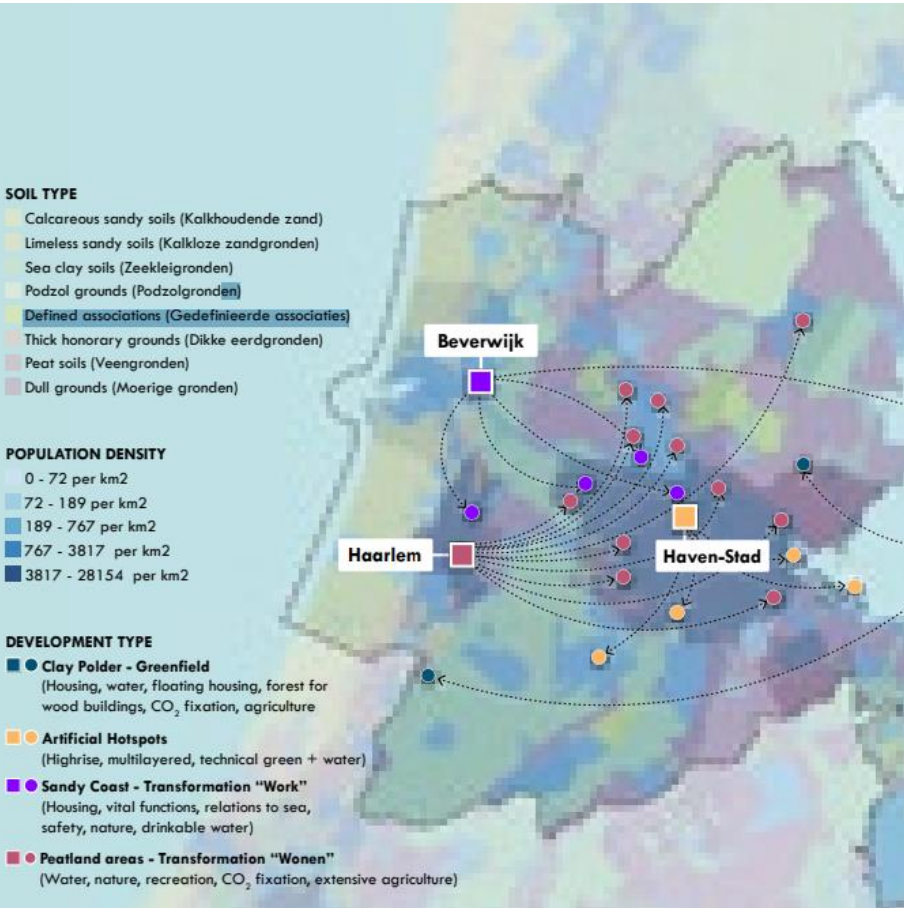 SOIL TYPE
Calcareous sandy soils (Kalkhoudende zand)
Limeless sandy soils (Kalkloze zandgronden)
Sea clay soils (Zeekleigronden)
Podzol grounds (Podzolgronden)
Defined associations (Gedefinieerde associaties)
Thick honorary grounds (Dikke eerdgronden)
Peat soils (Veengronden)
Dull grounds (Moerige gronden)
Beverwijk
POPULATION DENSITY
0 - 72 per km2
72 - 189 per km2
189 - 767 per km2
767 - 3817 per km2
3817 - 28154 per km2
Haarlem
Haven-Stad
DEVELOPMENT TYPE
Clay Polder - Greenfield
(Housing, water, floating housing, forest for
wood buildings, CO₂ fixation, agriculture
Artificial Hotspots
(Highrise, multilayered, technical green + water)
Sandy Coast - Transformation “Work”
(Housing, vital functions, relations to sea,
safety, nature, drinkable water)
Peatland areas - Transformation “Wonen”
(Water, nature, recreation, CO₂ fixation, extensive agriculture)